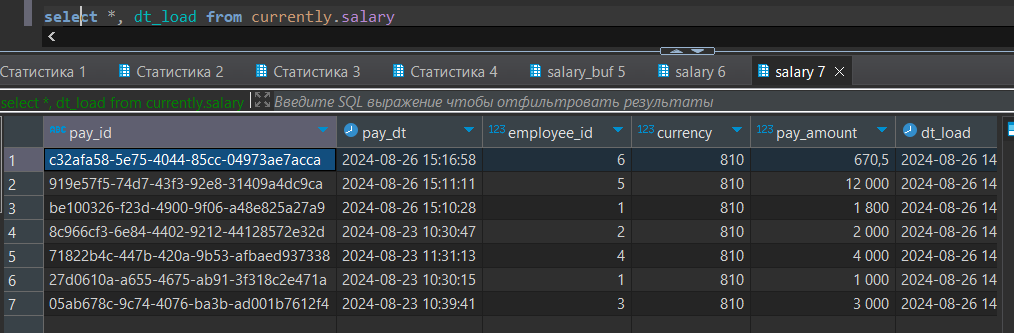 select *, dt_load from currently.salary
Статистика 1 Статистика 2 Статистика 3 Статистика 4 salary_buf 5 salary 6 salary 7
select *, dt_load from currently.salary Введите SQL выражение чтобы отфильтровать результаты
pay_id pay_dt employee_id currency pay_amount dt_load
1 c32afa58-5e75-4044-85cc-04973ae7acca 2024-08-26 15:16:58 6 810 670,5 2024-08-26 14
2 919e57f5-74d7-43f3-92e8-31409a4dc9ca 2024-08-26 15:11:11 5 810 12 000 2024-08-26 14
3 be100326-f23d-4900-9f06-a48e825a27a9 2024-08-26 15:10:28 1 810 1 800 2024-08-26 14
4 8c966cf3-6e84-4402-9212-44128572e32d 2024-08-23 10:30:47 2 810 2 000 2024-08-26 14
5 71822b4c-447b-420a-9b53-afbaed937338 2024-08-23 11:31:13 4 810 4 000 2024-08-26 14
6 27d0610a-a655-4675-ab91-3f318c2e471a 2024-08-23 10:30:15 1 810 1 000 2024-08-26 14
7 05ab678c-9c74-4076-ba3b-ad001b7612f4 2024-08-23 10:39:41 3 810 3 000 2024-08-26 14